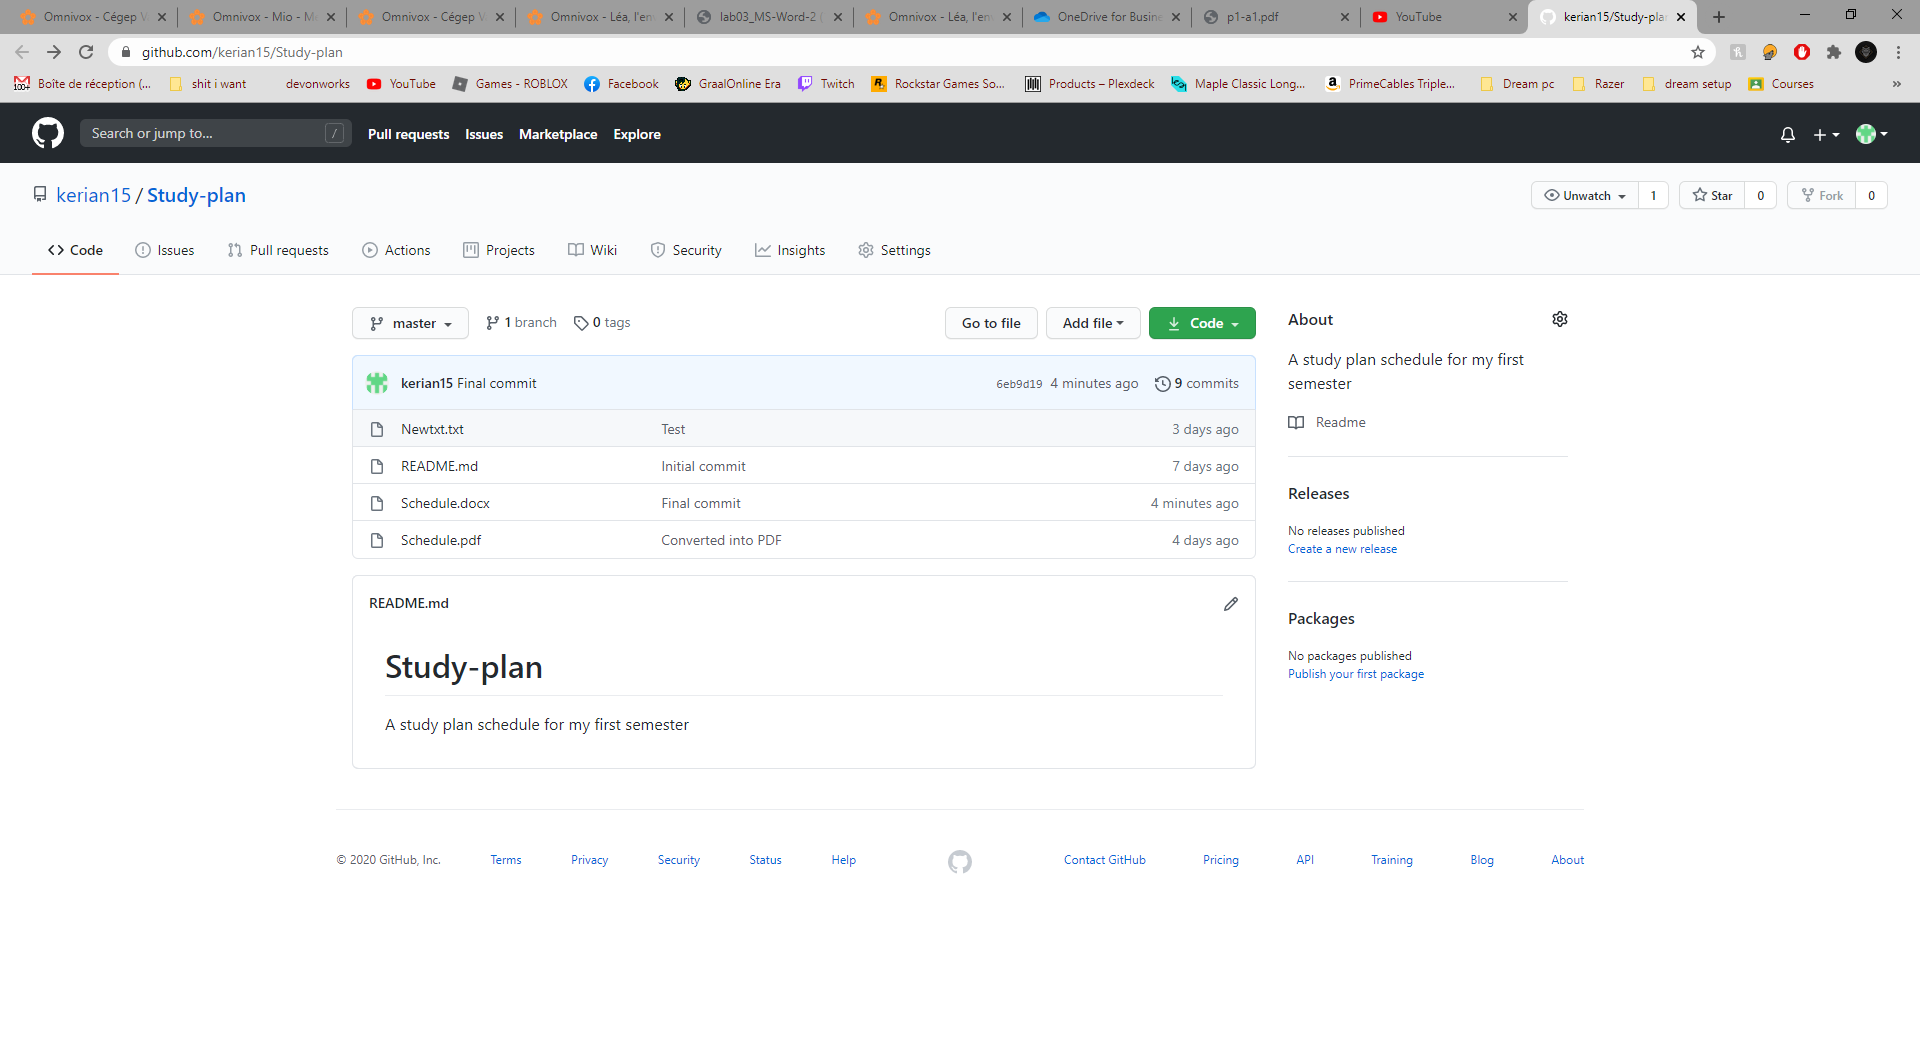 Omnivox - Cégep V
Omnivox - Mio - M
Omnivox - Cégep V
Omnivox - Léa, l'en
lab03_MS-Word-2 (
Omnivox - Léa, l'en
OneDrive for Busine
p1-a1.pdf
YouTube
kerian15/Study-plan
github.com/kerian15/Study-plan
100+ Boîte de réception (...
shit i want
devonworks
YouTube
Games - ROBLOX
Facebook
GraalOnline Era
Twitch
Rockstar Games So...
Products – Plexdeck
Maple Classic Long...
PrimeCables Triple...
Dream pc
Razer
dream setup
Courses
»
Search or jump to... /
Pull requests Issues Marketplace Explore
kerian15 / Study-plan
Unwatch 1 Star 0 Fork 0
Code Issues Pull requests Actions Projects Wiki Security Insights Settings
master 1 branch 0 tags Go to file Add file Code
kerian15 Final commit 6eb9d19 4 minutes ago 9 commits
Newtxt.txt Test 3 days ago
README.md Initial commit 7 days ago
Schedule.docx Final commit 4 minutes ago
Schedule.pdf Converted into PDF 4 days ago
README.md
Study-plan
A study plan schedule for my first semester
About
A study plan schedule for my first
semester
Readme
Releases
No releases published
Create a new release
Packages
No packages published
Publish your first package
© 2020 GitHub, Inc. Terms Privacy Security Status Help Contact GitHub Pricing API Training Blog About